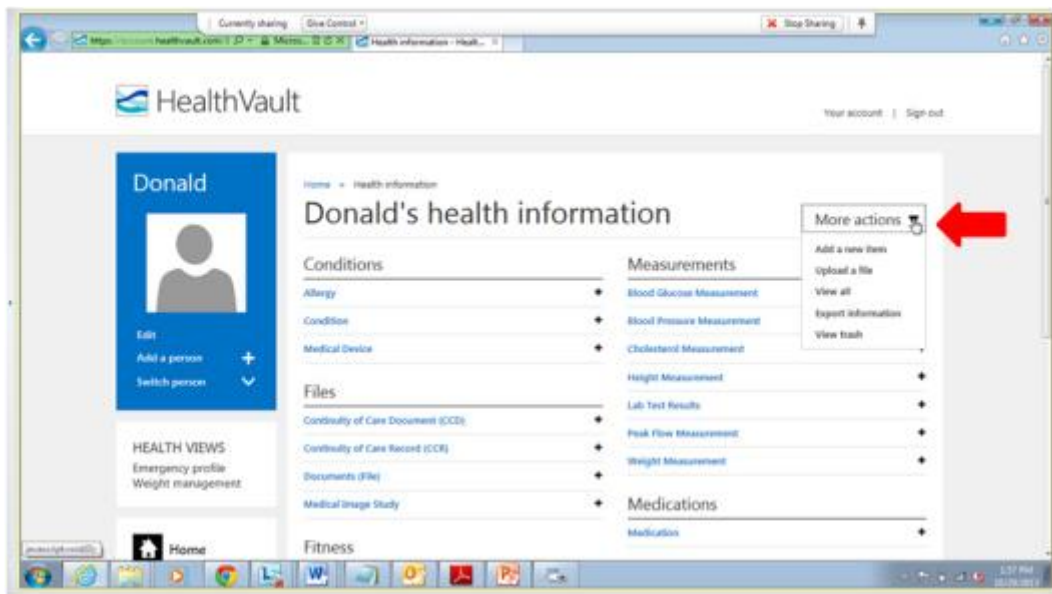 Currently sharing
Give Control
Stop Sharing
Health information - Healt...
HealthVault
Your account | Sign out
Donald
Edit
Add a person
Switch person
HEALTH VIEWS
Emergency profile
Weight management
Home
Home
Health information
Donald's health information
More actions
Add a new item
Upload a file
View all
Export information
View trash
Conditions
Allergy
Condition
Medical Device
Files
Continuity of Care Document (CCD)
Continuity of Care Record (CCR)
Documents (File)
Medical Image Study
Fitness
Measurements
Blood Glucose Measurement
Blood Pressure Measurement
Cholesterol Measurement
Height Measurement
Lab Test Results
Peak Flow Measurement
Weight Measurement
Medications
Medication